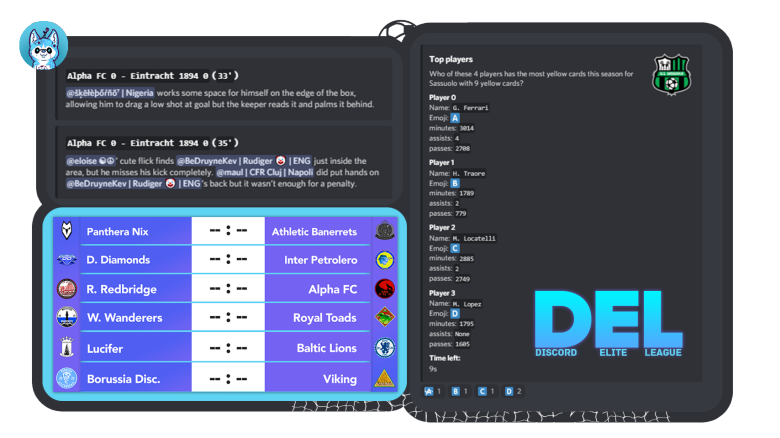 Alpha FC 0 - Eintracht 1894 0 (33')
@škēlēþőŕñő' | Nigeria works some space for himself on the edge of the box,
allowing him to drag a low shot at goal but the keeper reads it and palms it behind.
Alpha FC 0 - Eintracht 1894 0 (35')
@eloise ☯☮' cute flick finds @BeDruyneKev | Rudiger 🤡 | ENG just inside the
area, but he misses his kick completely. @maul | CFR Cluj | Napoli did put hands on
@BeDruyneKev | Rudiger 🤡 | ENG's back but it wasn't enough for a penalty.
Panthera Nix -- : -- Athletic Banerrets
D. Diamonds -- : -- Inter Petrolero
R. Redbridge -- : -- Alpha FC
W. Wanderers -- : -- Royal Toads
Lucifer -- : -- Baltic Lions
Borussia Disc. -- : -- Viking
Top players
Who of these 4 players has the most yellow cards this season for
Sassuolo with 9 yellow cards?
Player 0
Name: G. Ferrari
Emoji: A
minutes: 3014
assists: 4
passes: 2708
Player 1
Name: H. Traore
Emoji: B
minutes: 1789
assists: 2
passes: 779
Player 2
Name: M. Locatelli
Emoji: C
minutes: 2885
assists: 2
passes: 2749
Player 3
Name: M. Lopez
Emoji: D
minutes: 1795
assists: None
passes: 1605
Time left:
9s
A 1 B 1 C 1 D 2
DEL
DISCORD ELITE LEAGUE